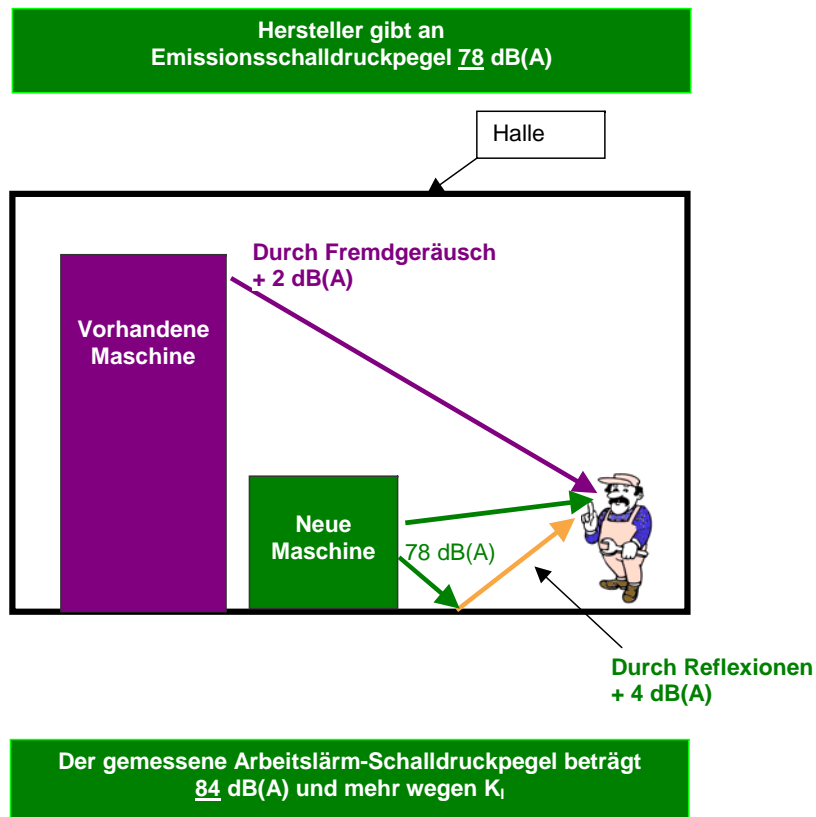 Hersteller gibt an
Emissionsschalldruckpegel 78 dB(A)
Halle
Durch Fremdgeräusch
+ 2 dB(A)
Vorhandene
Maschine
Neue
Maschine
78 dB(A)
Durch Reflexionen
+ 4 dB(A)
Der gemessene Arbeitslärm-Schalldruckpegel beträgt
84 dB(A) und mehr wegen KI